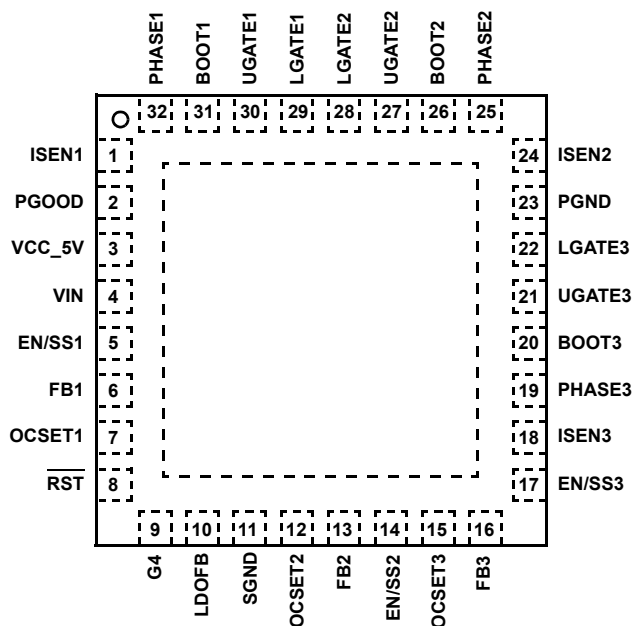 PHASE1
BOOT1
UGATE1
LGATE1
LGATE2
UGATE2
BOOT2
PHASE2
32 31 30 29 28 27 26 25
ISEN1 1 24 ISEN2
PGOOD 2 23 PGND
VCC_5V 3 22 LGATE3
VIN 4 21 UGATE3
EN/SS1 5 20 BOOT3
FB1 6 19 PHASE3
OCSET1 7 18 ISEN3
RST 8 17 EN/SS3
9 10 11 12 13 14 15 16
G4
LDOFB
SGND
OCSET2
FB2
EN/SS2
OCSET3
FB3